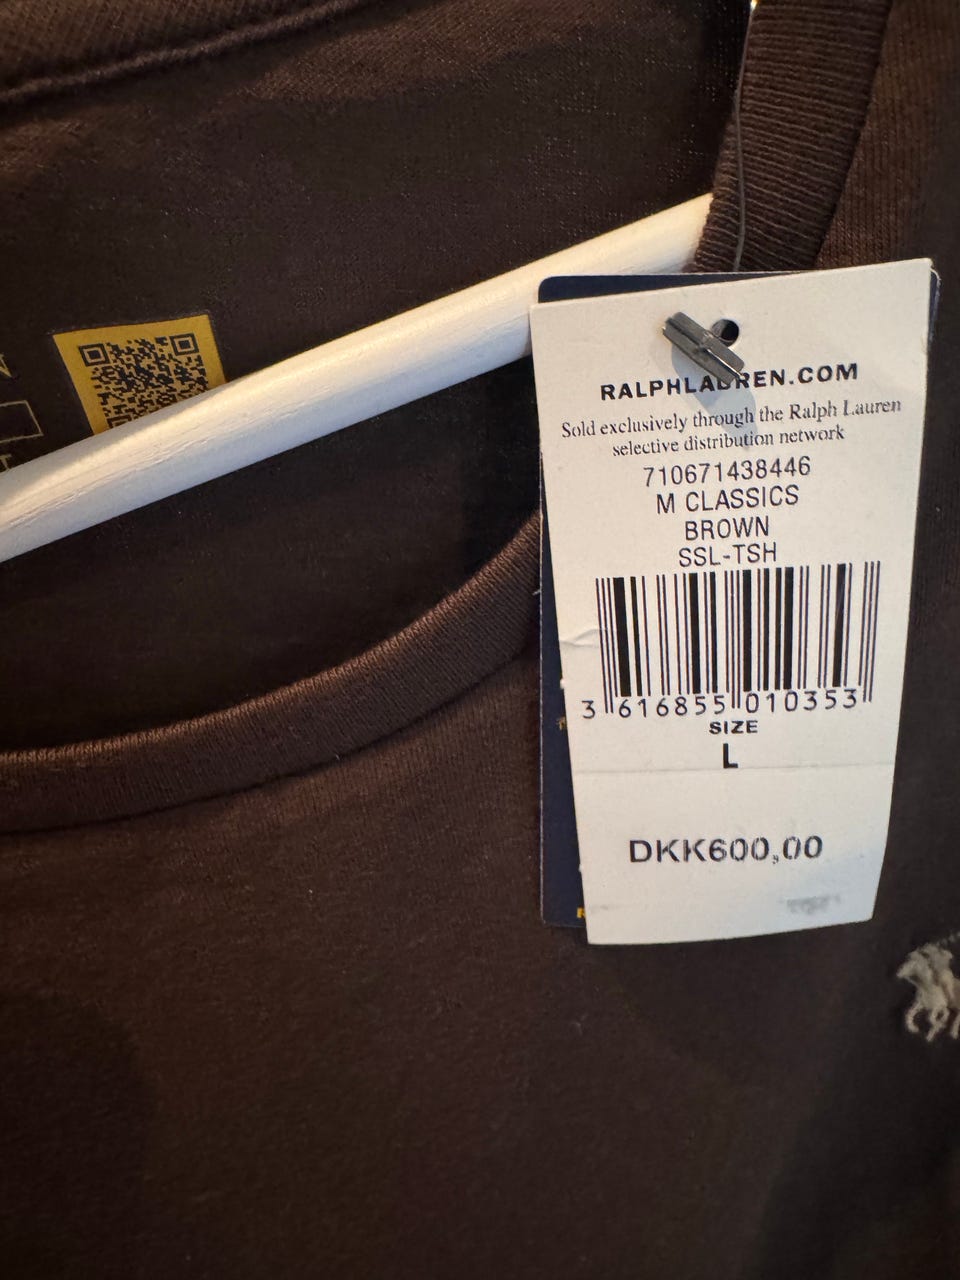 RALPHLAUREN.COM
Sold exclusively through the Ralph Lauren
selective distribution network
710671438446
M CLASSICS
BROWN
SSL-TSH
3 616855 010353
SIZE
L
DKK600,00